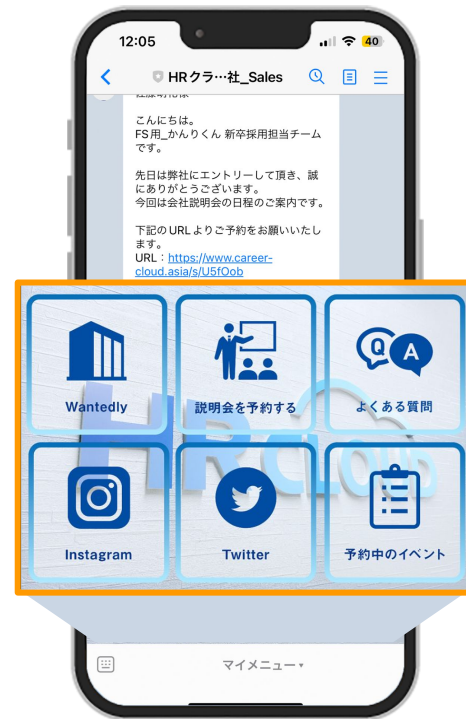 12:05
40
HRクラ…社_Sales
こんにちは。
FS用_かんりくん 新卒採用担当チーム
です。
先日は弊社にエントリーして頂き、誠
にありがとうございます。
今回は会社説明会の日程のご案内です。
下記のURLよりご予約をお願いいたし
ます。
URL:https://www.career-
cloud.asia/s/U5fOob
Wantedly
説明会を予約する
Q A
よくある質問
HR CLOUD
Instagram
Twitter
予約中のイベント
マイメニュー▾